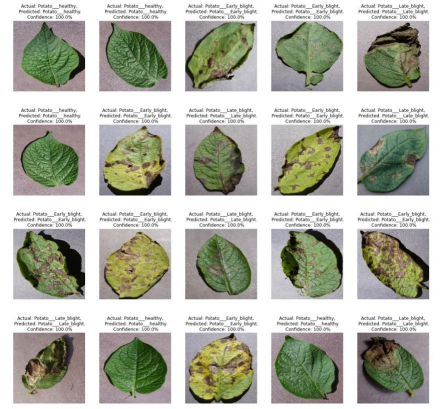 Actual: Potato___healthy,
Predicted: Potato___healthy.
Confidence: 100.0%
Actual: Potato___healthy,
Predicted: Potato___healthy.
Confidence: 100.0%
Actual: Potato___Early_blight,
Predicted: Potato___Early_blight.
Confidence: 100.0%
Actual: Potato___Early_blight,
Predicted: Potato___Early_blight.
Confidence: 100.0%
Actual: Potato___Late_blight,
Predicted: Potato___Late_blight.
Confidence: 100.0%
Actual: Potato___healthy,
Predicted: Potato___healthy.
Confidence: 100.0%
Actual: Potato___Early_blight,
Predicted: Potato___Early_blight.
Confidence: 100.0%
Actual: Potato___Late_blight,
Predicted: Potato___Late_blight.
Confidence: 100.0%
Actual: Potato___Early_blight,
Predicted: Potato___Early_blight.
Confidence: 100.0%
Actual: Potato___Late_blight,
Predicted: Potato___Late_blight.
Confidence: 100.0%
Actual: Potato___Early_blight,
Predicted: Potato___Early_blight.
Confidence: 100.0%
Actual: Potato___Early_blight,
Predicted: Potato___Early_blight.
Confidence: 100.0%
Actual: Potato___Late_blight,
Predicted: Potato___Late_blight.
Confidence: 100.0%
Actual: Potato___Early_blight,
Predicted: Potato___Early_blight.
Confidence: 100.0%
Actual: Potato___Early_blight,
Predicted: Potato___Early_blight.
Confidence: 100.0%
Actual: Potato___Late_blight,
Predicted: Potato___Late_blight.
Confidence: 100.0%
Actual: Potato___healthy,
Predicted: Potato___healthy.
Confidence: 100.0%
Actual: Potato___Early_blight,
Predicted: Potato___Early_blight.
Confidence: 100.0%
Actual: Potato___healthy,
Predicted: Potato___healthy.
Confidence: 100.0%
Actual: Potato___Late_blight,
Predicted: Potato___Late_blight.
Confidence: 100.0%